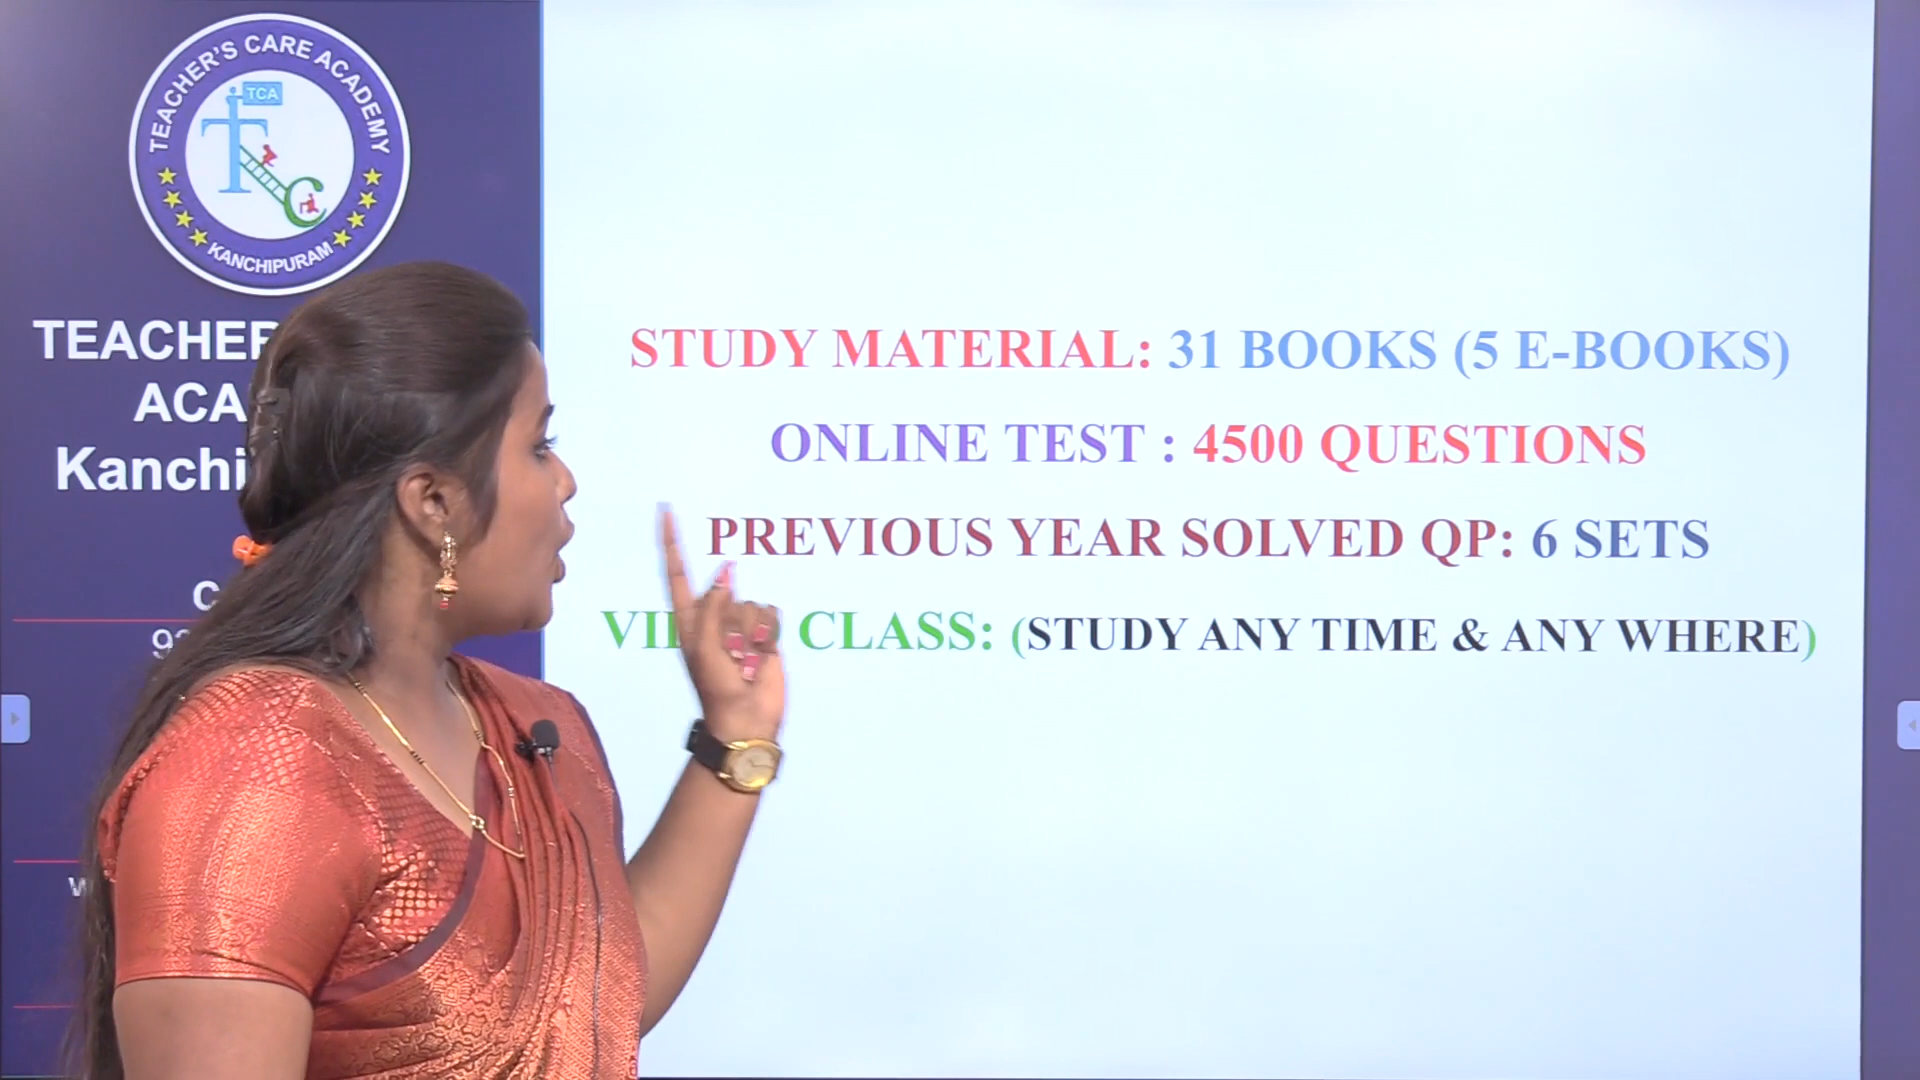 TEACHER'S CARE ACADEMY
TCA
KANCHIPURAM
ACA
Kanchi
STUDY MATERIAL: 31 BOOKS (5 E-BOOKS)
ONLINE TEST : 4500 QUESTIONS
PREVIOUS YEAR SOLVED QP: 6 SETS
CLASS: (STUDY ANY TIME & ANY WHERE)